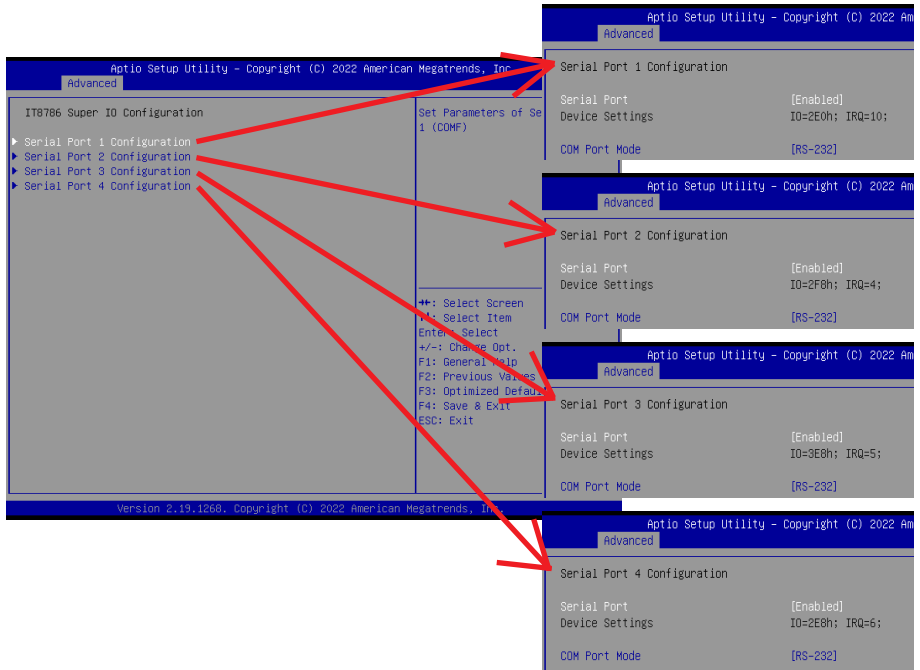 Aptio Setup Utility – Copyright (C) 2022 American Megatrends, Inc.
Advanced
IT8786 Super IO Configuration
Serial Port 1 Configuration
Serial Port 2 Configuration
Serial Port 3 Configuration
Serial Port 4 Configuration
Set Parameters of Se
1 (COMF)
: Select Screen
: Select Item
Enter: Select
+/-: Change Opt.
F1: General Help
F2: Previous Values
F3: Optimized Defau
F4: Save & Exit
ESC: Exit
Version 2.19.1268. Copyright (C) 2022 American Megatrends, Inc.
Aptio Setup Utility – Copyright (C) 2022 Am
Advanced
Serial Port 1 Configuration
Serial Port [Enabled]
Device Settings IO=2E0h; IRQ=10;
COM Port Mode [RS-232]
Aptio Setup Utility – Copyright (C) 2022 Am
Advanced
Serial Port 2 Configuration
Serial Port [Enabled]
Device Settings IO=2F8h; IRQ=4;
COM Port Mode [RS-232]
Aptio Setup Utility – Copyright (C) 2022 Am
Advanced
Serial Port 3 Configuration
Serial Port [Enabled]
Device Settings IO=3E8h; IRQ=5;
COM Port Mode [RS-232]
Aptio Setup Utility – Copyright (C) 2022 Am
Advanced
Serial Port 4 Configuration
Serial Port [Enabled]
Device Settings IO=2E8h; IRQ=6;
COM Port Mode [RS-232]